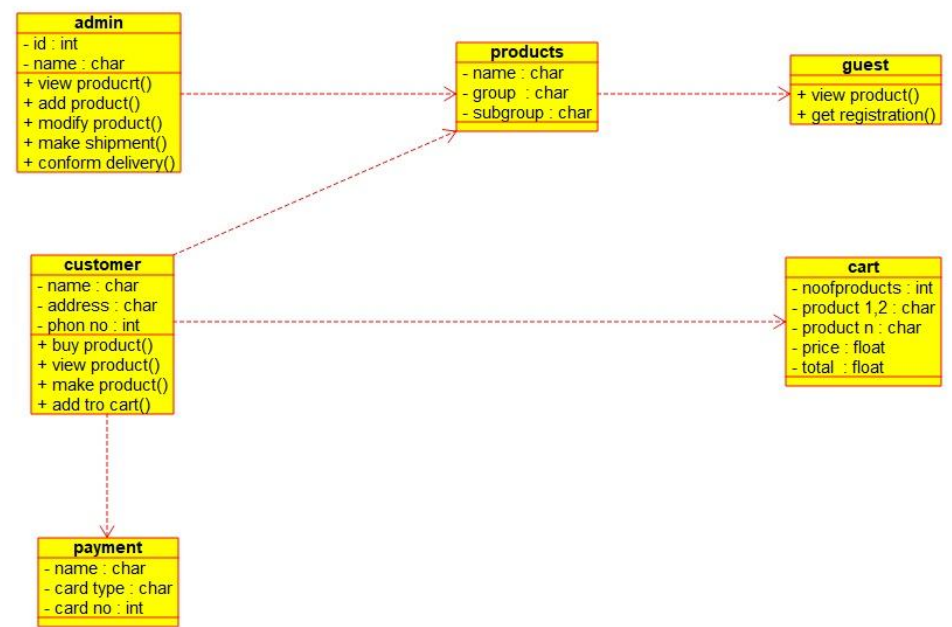 admin
- id : int
- name : char
+ view producrt()
+ add product()
+ modify product()
+ make shipment()
+ conform delivery()
products
- name : char
- group : char
- subgroup : char
guest
+ view product()
+ get registration()
customer
- name : char
- address : char
- phon no : int
+ buy product()
+ view product()
+ make product()
+ add tro cart()
cart
- noofproducts : int
- product 1,2 : char
- product n : char
- price : float
- total : float
payment
- name : char
- card type : char
- card no : int